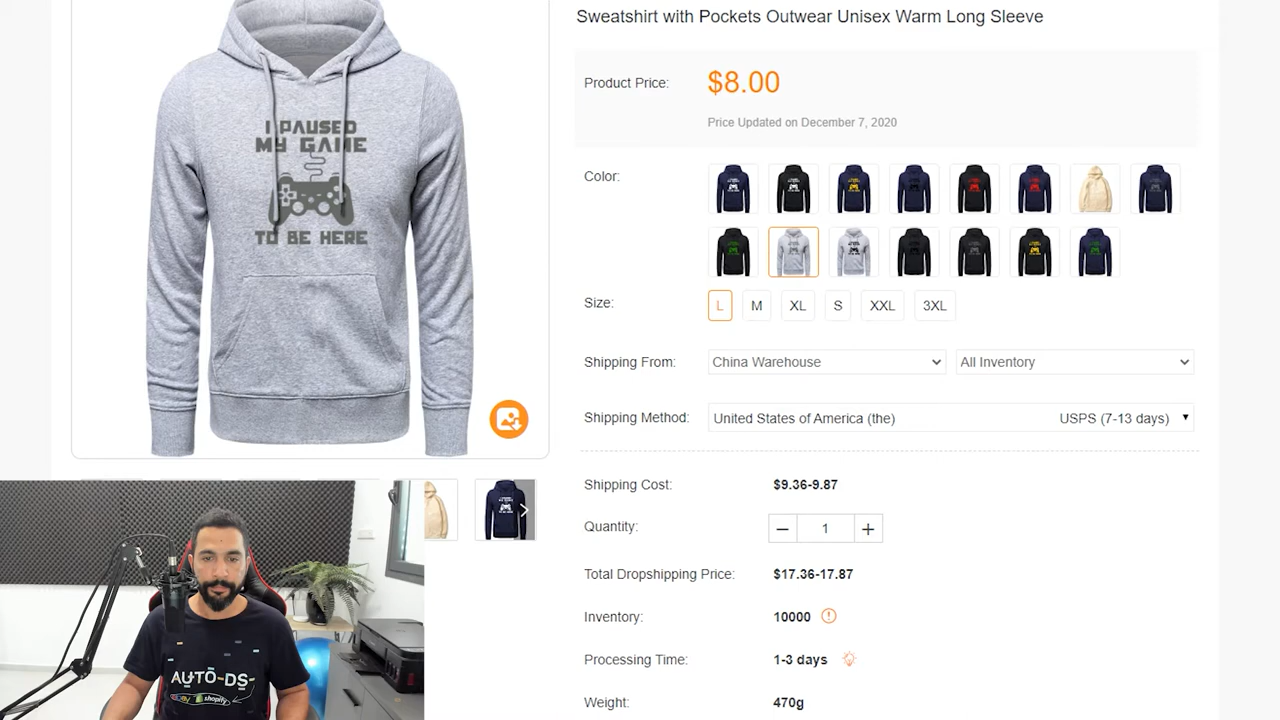 Sweatshirt with Pockets Outwear Unisex Warm Long Sleeve
I PAUSED
MY GAME
TO BE HERE
Product Price:
$8.00
Price Updated on December 7, 2020
Color:
Size:
L
M
XL
S
XXL
3XL
Shipping From:
China Warehouse
All Inventory
Shipping Method:
United States of America (the)
USPS (7-13 days)
Shipping Cost:
$9.36-9.87
Quantity:
1
Total Dropshipping Price:
$17.36-17.87
Inventory:
10000
Processing Time:
1-3 days
Weight:
470g
AUTO-DS-
ebay shopify